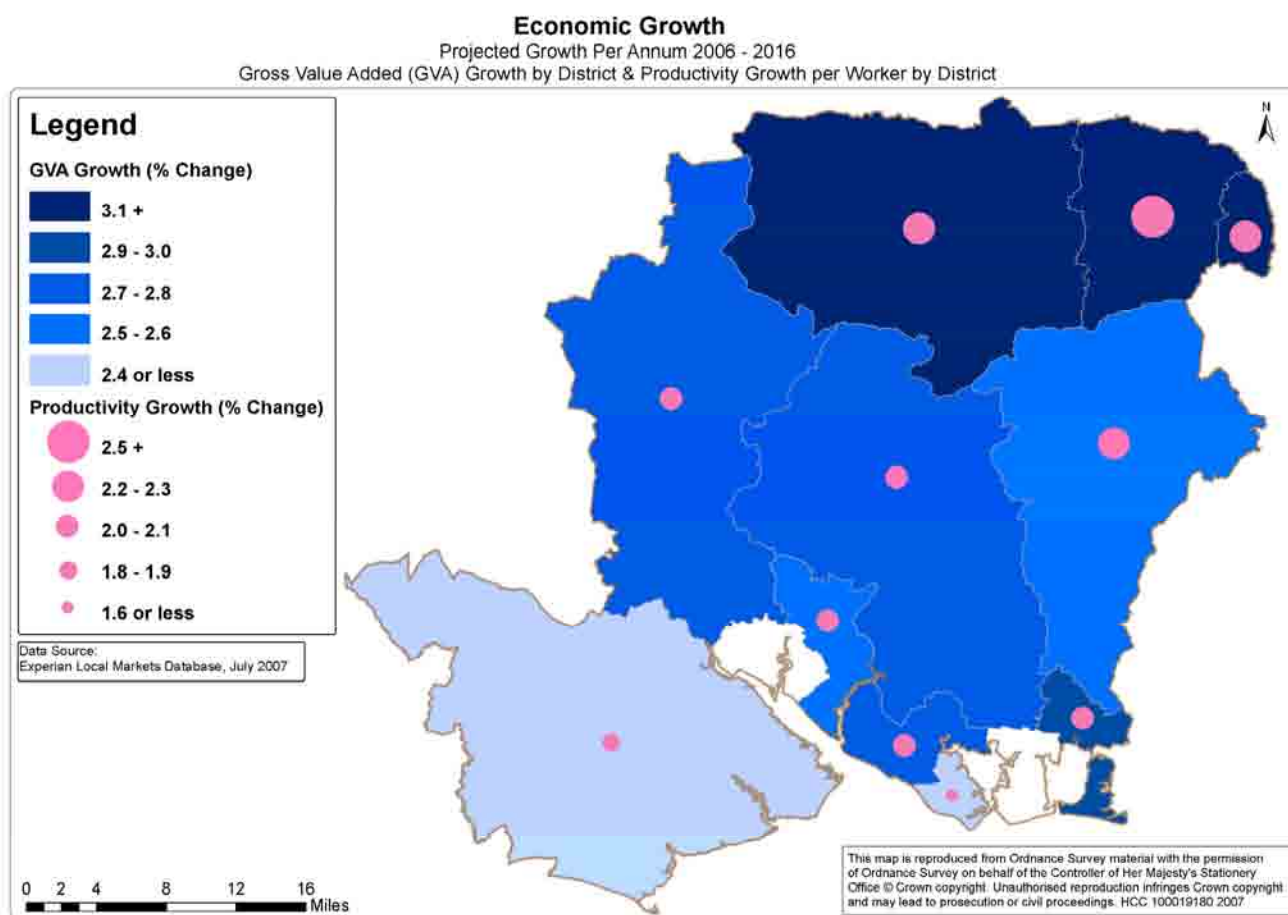 Economic Growth
Projected Growth Per Annum 2006 - 2016
Gross Value Added (GVA) Growth by District & Productivity Growth per Worker by District
Legend
GVA Growth (% Change)
3.1 +
2.9 - 3.0
2.7 - 2.8
2.5 - 2.6
2.4 or less
Productivity Growth (% Change)
2.5 +
2.2 - 2.3
2.0 - 2.1
1.8 - 1.9
1.6 or less
Data Source:
Experian Local Markets Database, July 2007
N
0 2 4 8 12 16
Miles
This map is reproduced from Ordnance Survey material with the permission
of Ordnance Survey on behalf of the Controller of Her Majesty's Stationery
Office © Crown copyright. Unauthorised reproduction infringes Crown copyright
and may lead to prosecution or civil proceedings. HCC 100019180 2007